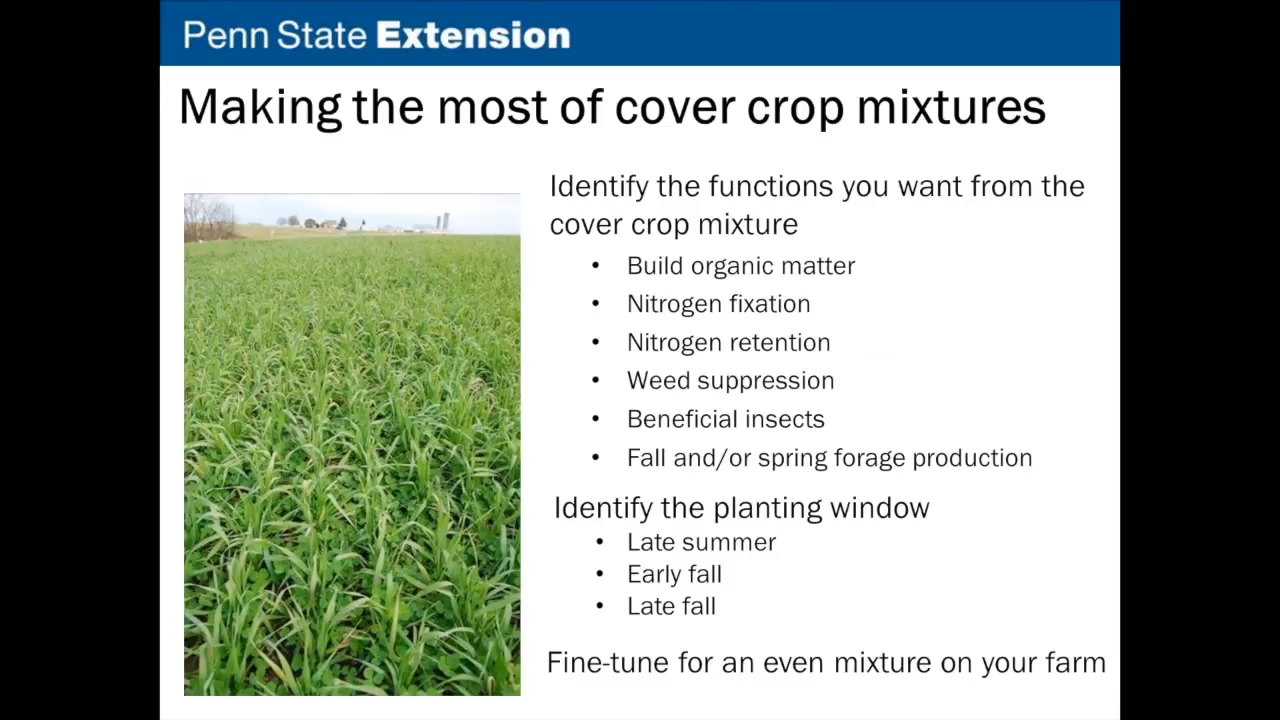 Penn State Extension
Making the most of cover crop mixtures
Identify the functions you want from the
cover crop mixture
• Build organic matter
• Nitrogen fixation
• Nitrogen retention
• Weed suppression
• Beneficial insects
• Fall and/or spring forage production
Identify the planting window
• Late summer
• Early fall
• Late fall
Fine-tune for an even mixture on your farm